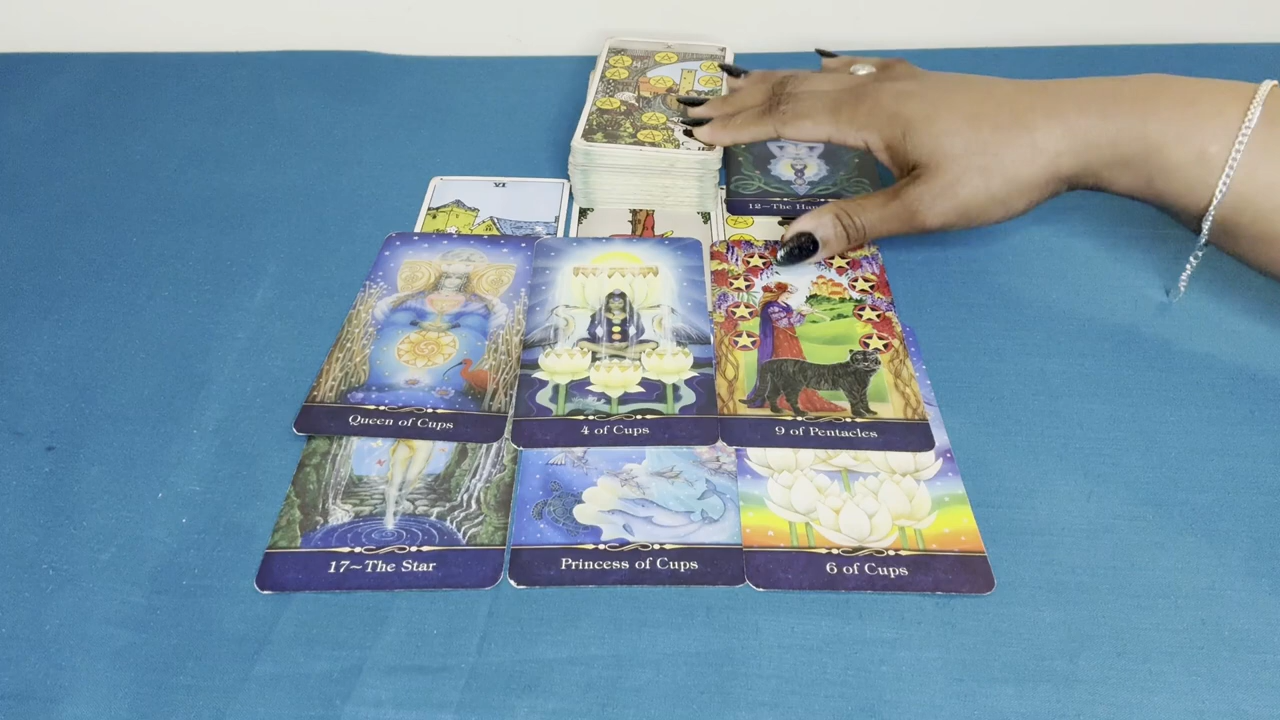 VI
12~The Han
Queen of Cups
4 of Cups
9 of Pentacles
17~The Star
Princess of Cups
6 of Cups